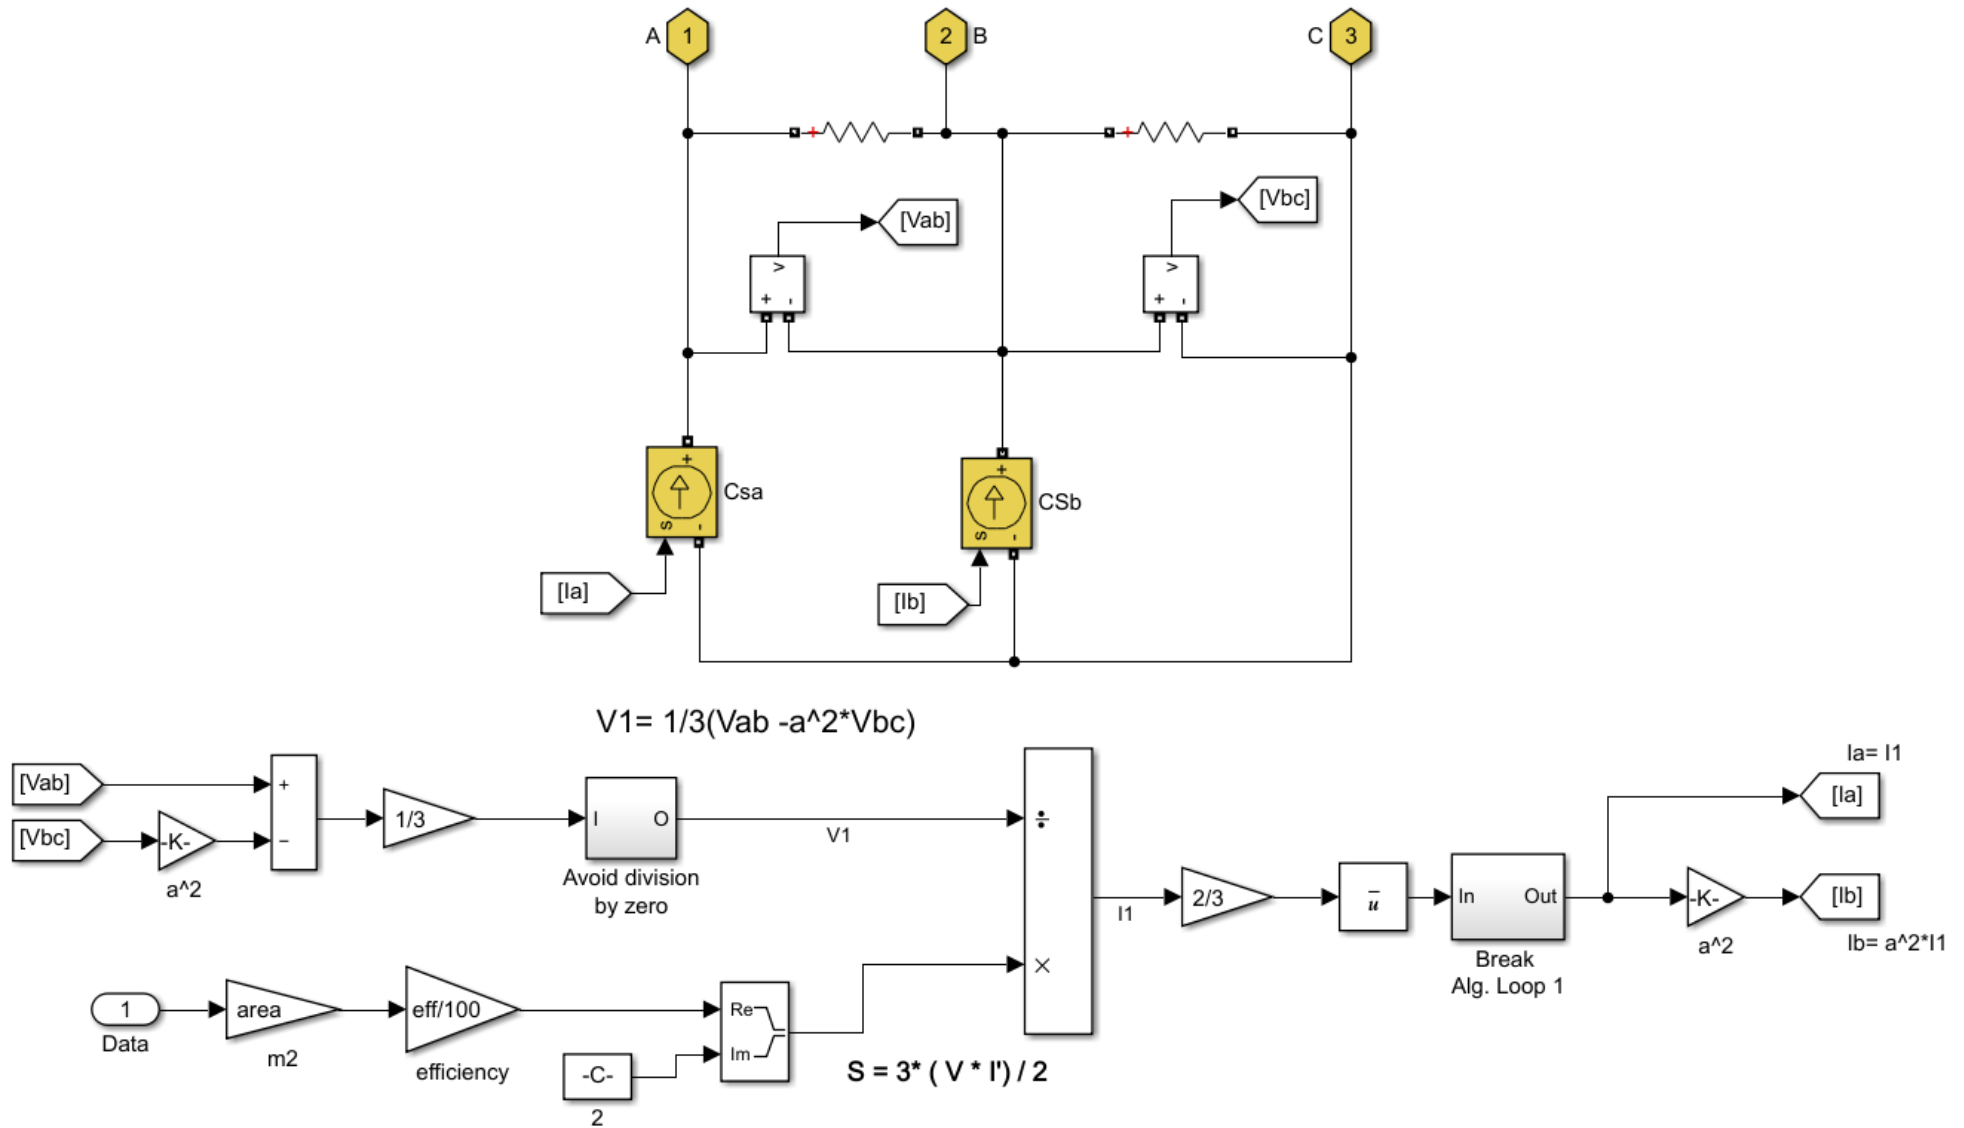 A 1
2 B
C 3
+
+
[Vab]
[Vbc]
v
+ -
v
+ -
+
s -
Csa
+
s -
CSb
[Ia]
[Ib]
V1= 1/3(Vab -a^2*Vbc)
[Vab]
[Vbc]
-K-
a^2
+
−
1/3
I O
Avoid division
by zero
V1
÷
×
I1
2/3
u
In Out
Break
Alg. Loop 1
Ia= I1
[Ia]
-K-
a^2
[Ib]
Ib= a^2*I1
1
Data
area
m2
eff/100
efficiency
-C-
2
Re
Im
S = 3* ( V * I') / 2